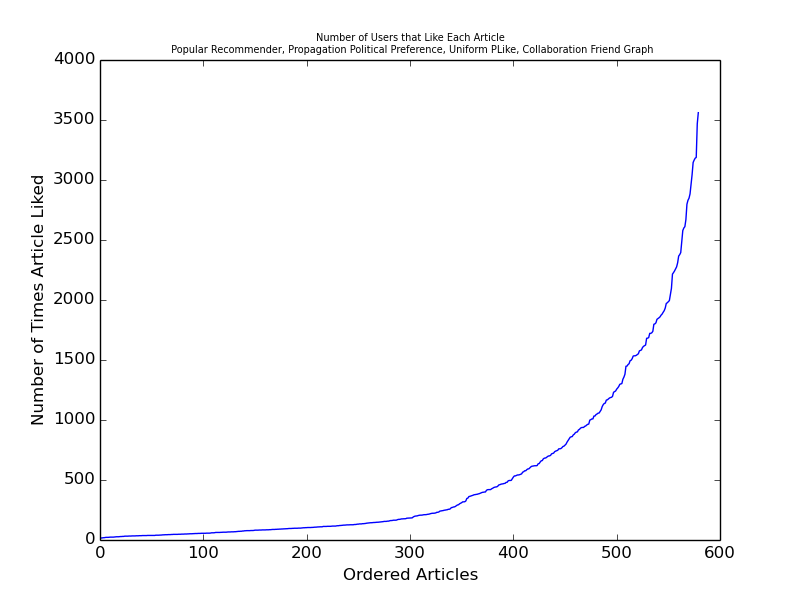 Number of Users that Like Each Article
Popular Recommender, Propagation Political Preference, Uniform PLike, Collaboration Friend Graph
4000
3500
3000
2500
2000
1500
1000
500
0
Number of Times Article Liked
0 100 200 300 400 500 600
Ordered Articles